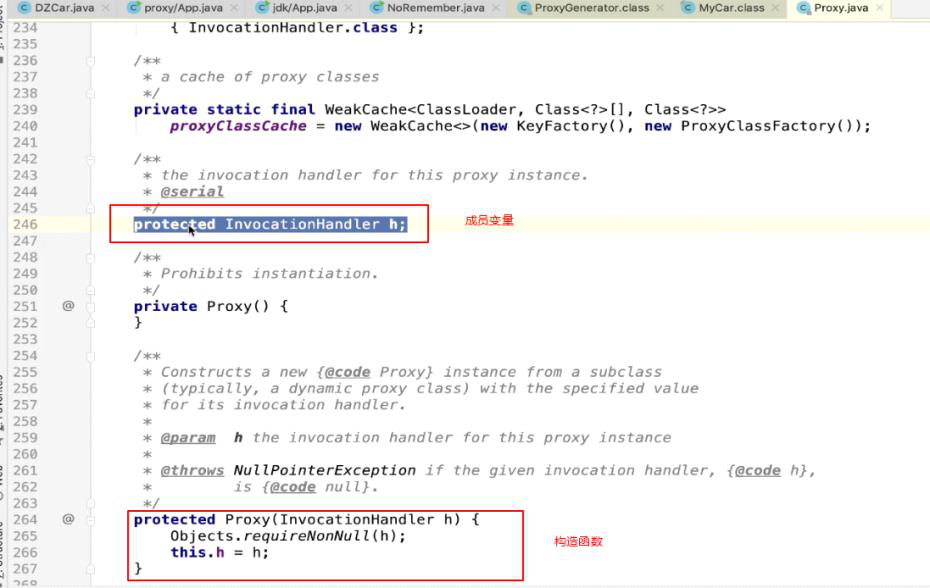 DZCar.java proxy/App.java jdk/App.java NoRemember.java ProxyGenerator.class MyCar.class Proxy.java
234 { InvocationHandler.class };
235
236 /**
237 * a cache of proxy classes
238 */
239 private static final WeakCache<ClassLoader, Class<?>[], Class<?>>
240 proxyClassCache = new WeakCache<>(new KeyFactory(), new ProxyClassFactory());
241
242 /**
243 * the invocation handler for this proxy instance.
244 * @serial
245 */
246 protected InvocationHandler h; 成员变量
247
248 /**
249 * Prohibits instantiation.
250 */
251 @ private Proxy() {
252 }
253
254 /**
255 * Constructs a new {@code Proxy} instance from a subclass
256 * (typically, a dynamic proxy class) with the specified value
257 * for its invocation handler.
258 *
259 * @param h the invocation handler for this proxy instance
260 *
261 * @throws NullPointerException if the given invocation handler, {@code h},
262 * is {@code null}.
263 */
264 @ protected Proxy(InvocationHandler h) {
265 Objects.requireNonNull(h); 构造函数
266 this.h = h;
267 }
268